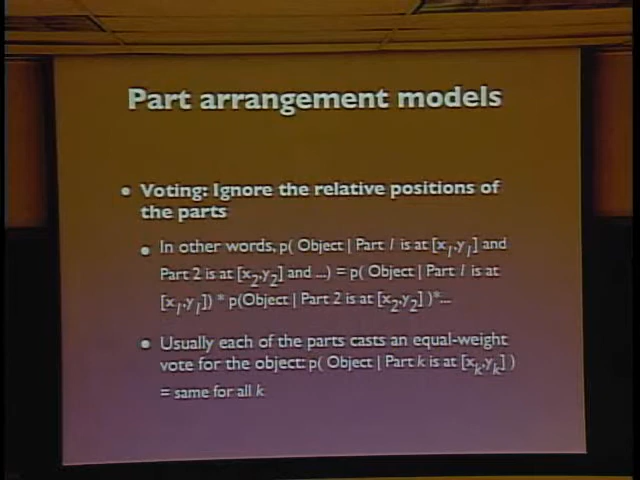 Part arrangement models
• Voting: Ignore the relative positions of
the parts
• In other words, p( Object | Part 1 is at [x1,y1] and
Part 2 is at [x2,y2] and ...) = p( Object | Part 1 is at
[x1,y1]) * p(Object | Part 2 is at [x2,y2] )*...
• Usually each of the parts casts an equal-weight
vote for the object: p( Object | Part k is at [xk,yk] )
= same for all k